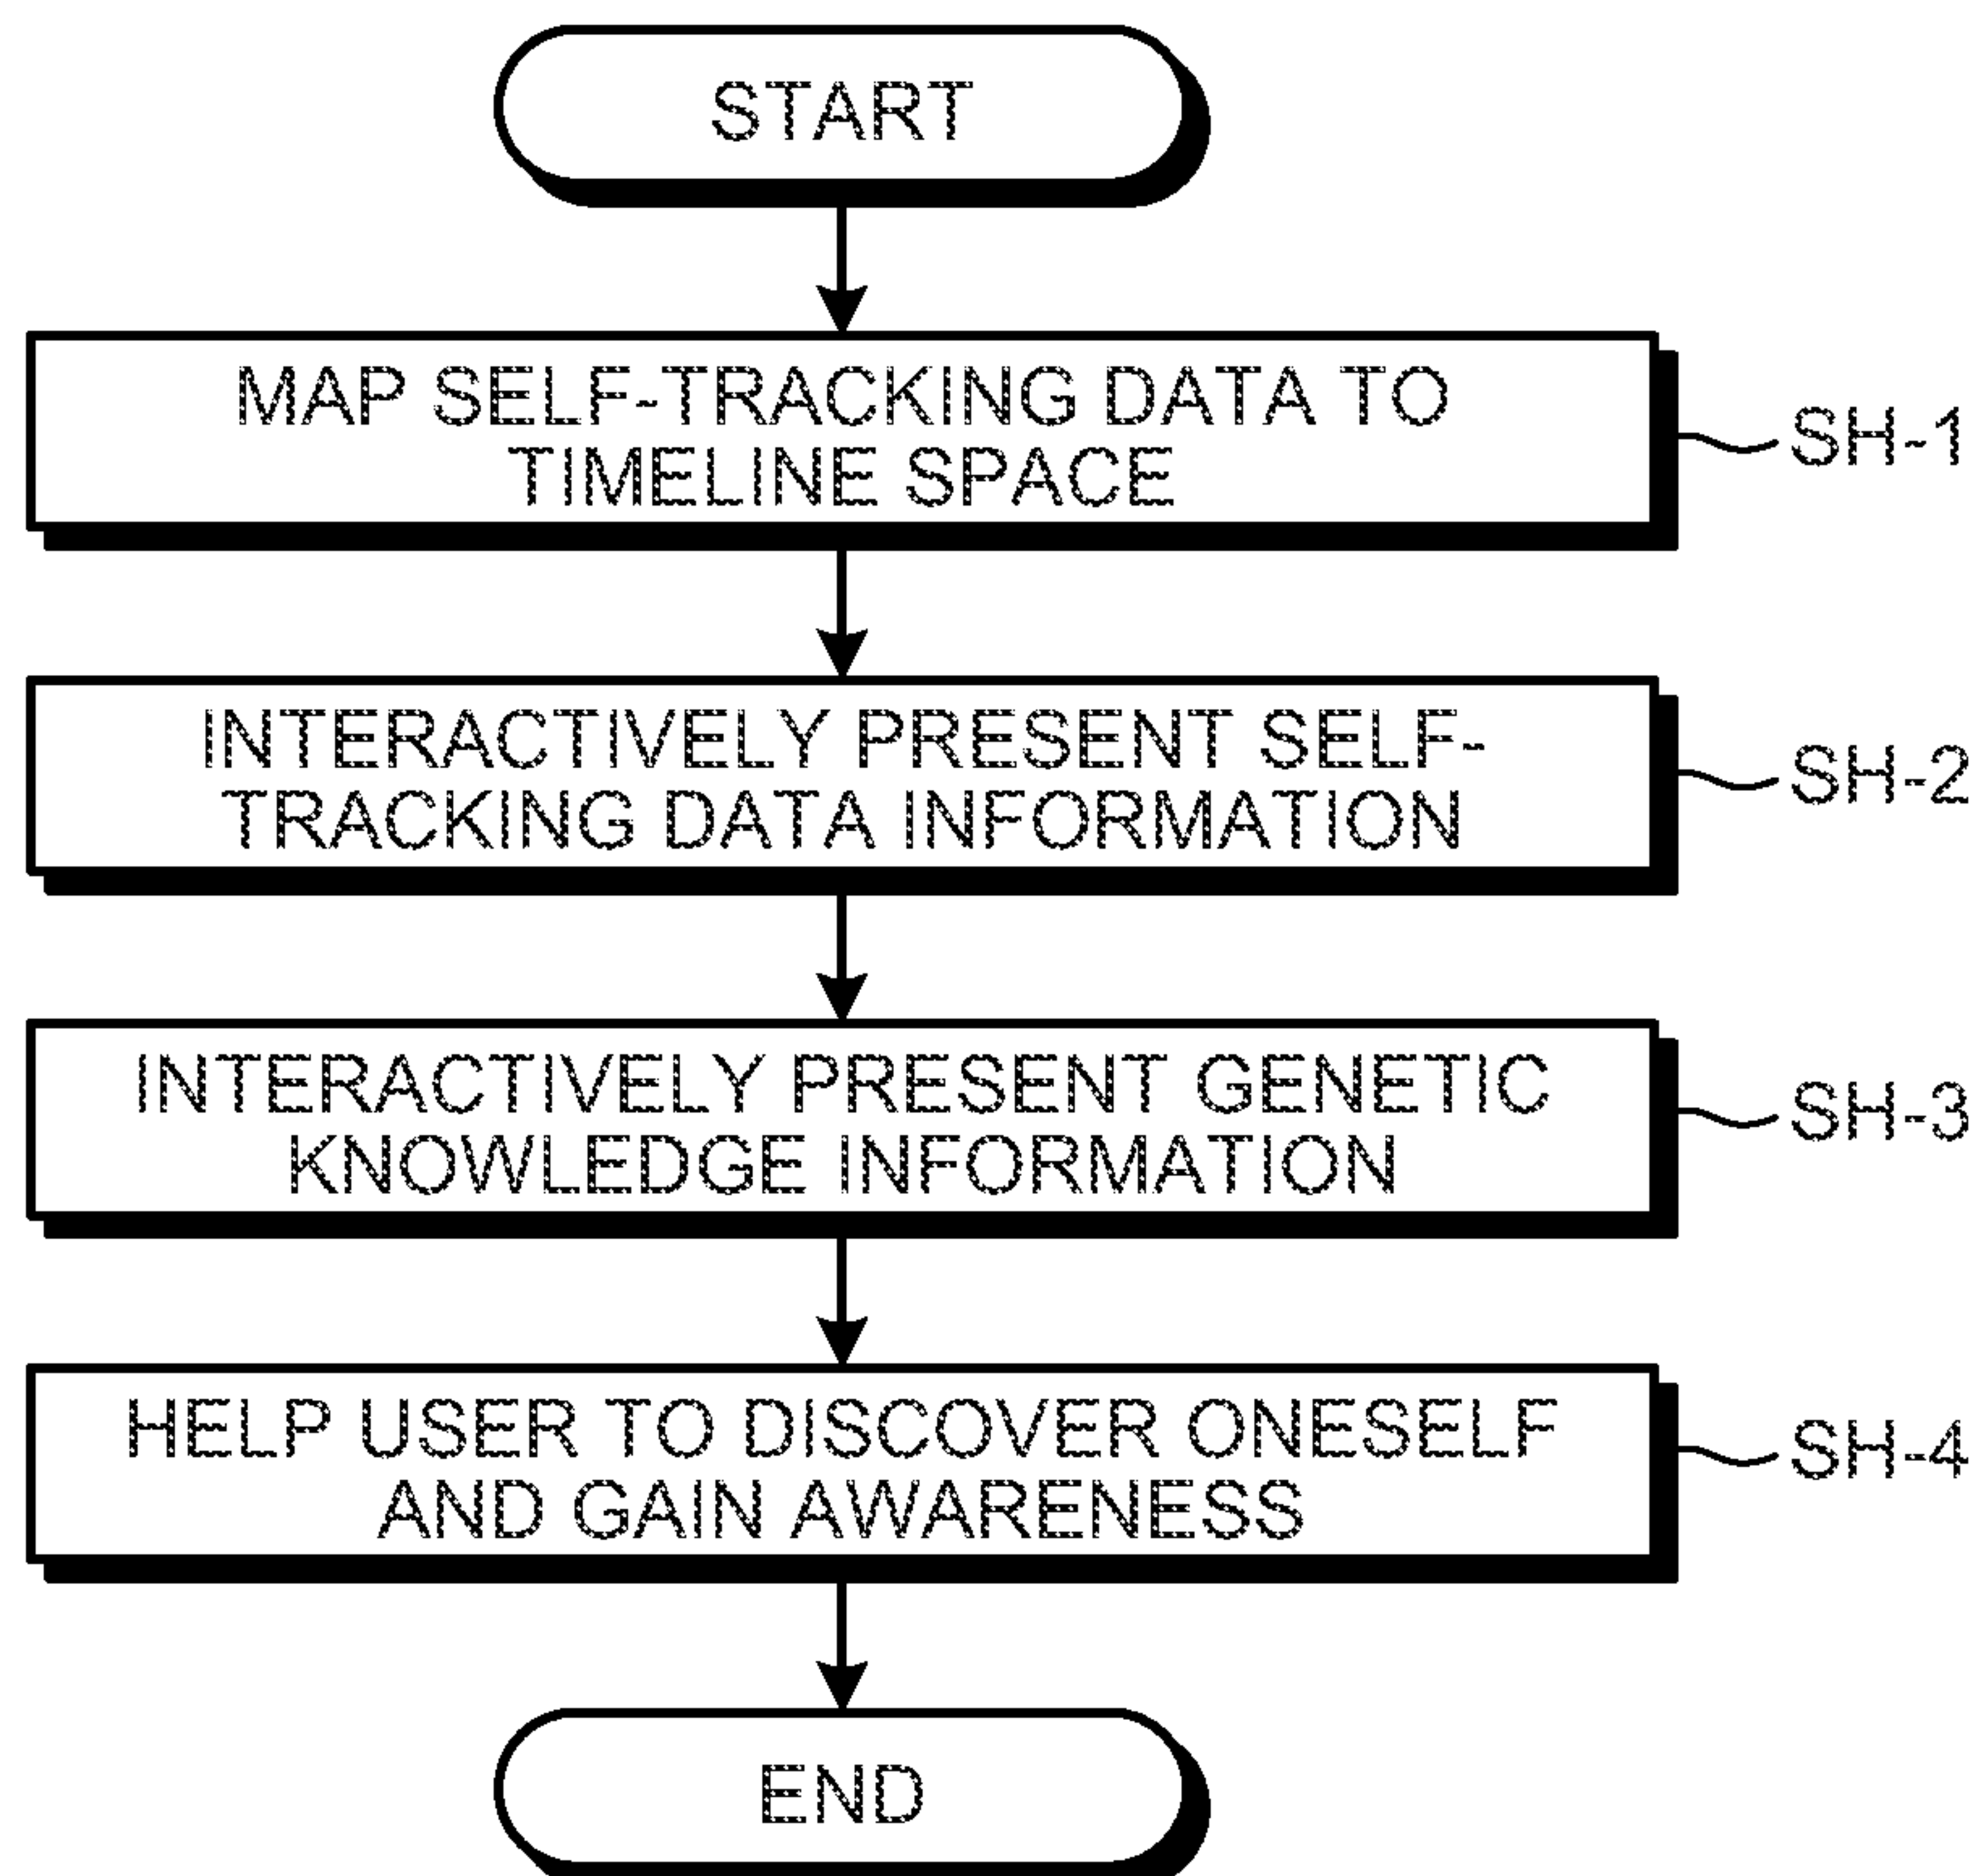 START
MAP SELF-TRACKING DATA TO
TIMELINE SPACE
SH-1
INTERACTIVELY PRESENT SELF-
TRACKING DATA INFORMATION
SH-2
INTERACTIVELY PRESENT GENETIC
KNOWLEDGE INFORMATION
SH-3
HELP USER TO DISCOVER ONESELF
AND GAIN AWARENESS
SH-4
END